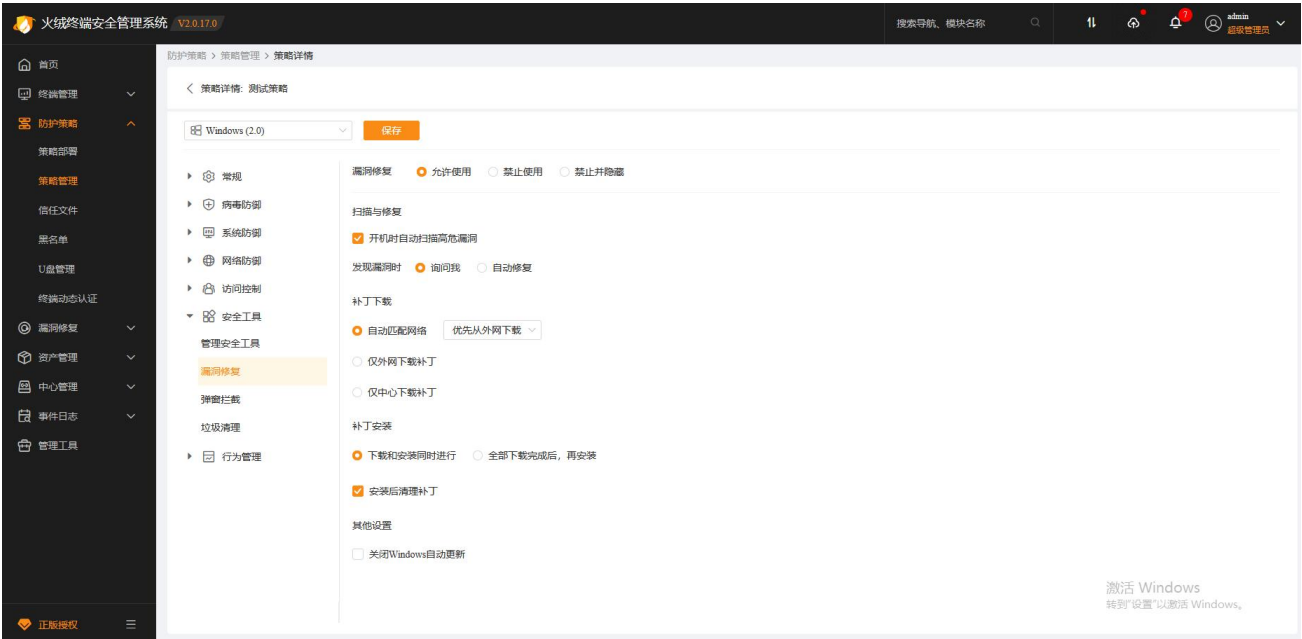 火绒终端安全管理系统 V2.0.17.0
搜索导航、模块名称
7
admin
超级管理员
首页
终端管理
防护策略
策略部署
策略管理
信任文件
黑名单
U盘管理
终端动态认证
漏洞修复
资产管理
中心管理
事件日志
管理工具
正版授权
防护策略 > 策略管理 > 策略详情
策略详情: 测试策略
Windows (2.0)
保存
常规
病毒防御
系统防御
网络防御
访问控制
安全工具
管理安全工具
漏洞修复
弹窗拦截
垃圾清理
行为管理
漏洞修复 允许使用 禁止使用 禁止并隐藏
扫描与修复
开机时自动扫描高危漏洞
发现漏洞时 询问我 自动修复
补丁下载
自动匹配网络 优先从外网下载
仅外网下载补丁
仅中心下载补丁
补丁安装
下载和安装同时进行 全部下载完成后，再安装
安装后清理补丁
其他设置
关闭Windows自动更新
激活 Windows
转到"设置"以激活 Windows。